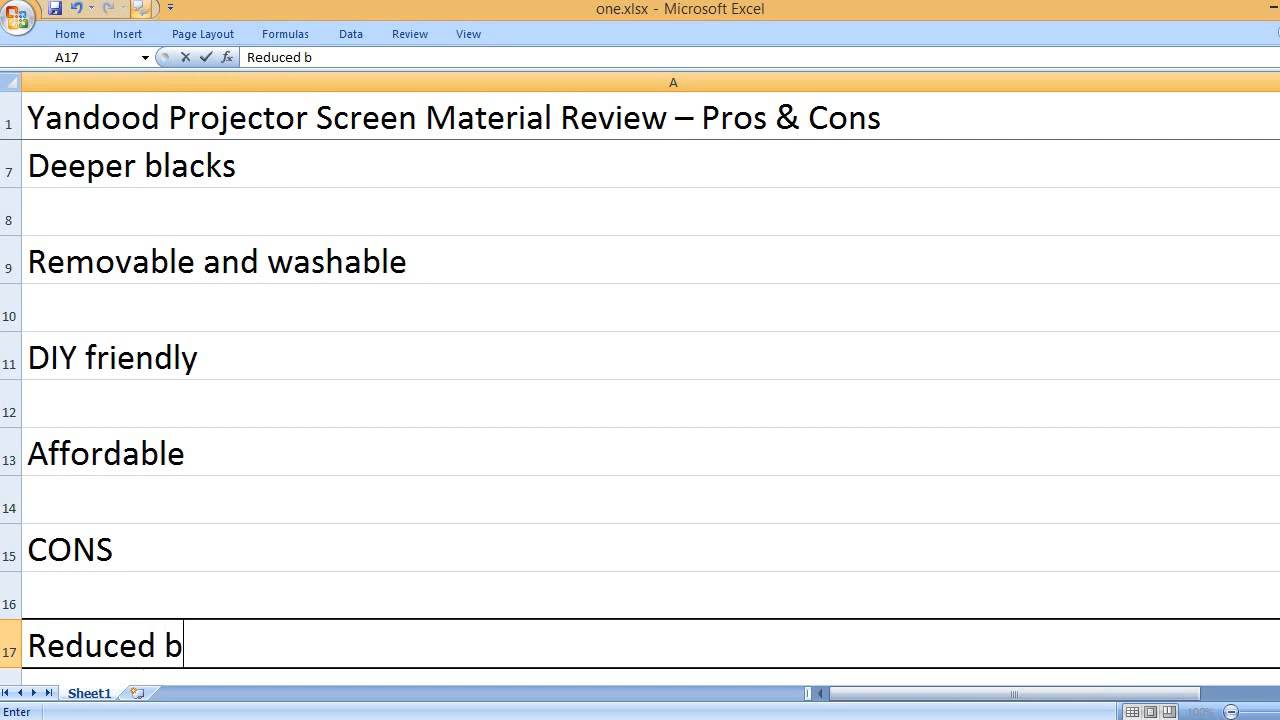 one.xlsx - Microsoft Excel
Home Insert Page Layout Formulas Data Review View
A17 fx Reduced b
A
1 Yandood Projector Screen Material Review – Pros & Cons
7 Deeper blacks
8
9 Removable and washable
10
11 DIY friendly
12
13 Affordable
14
15 CONS
16
17 Reduced b
Sheet1
Enter 100%